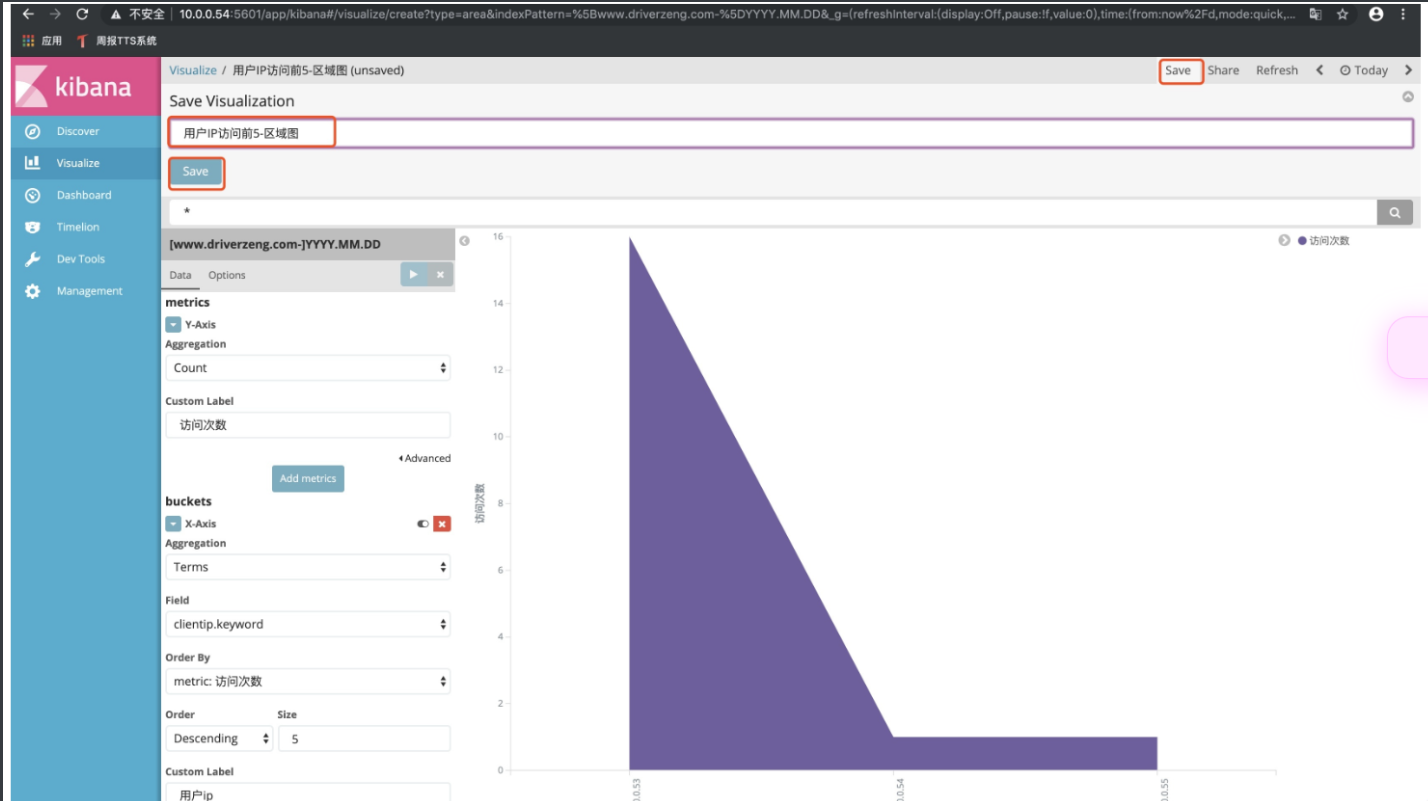 不安全 | 10.0.0.54:5601/app/kibana#/visualize/create?type=area&indexPattern=%5Bwww.driverzeng.com-%5DYYYY.MM.DD&_g=(refreshInterval:(display:Off,pause:!f,value:0),time:(from:now%2Fd,mode:quick,...
应用 周报TTS系统
kibana
Discover
Visualize
Dashboard
Timelion
Dev Tools
Management
Visualize / 用户IP访问前5-区域图 (unsaved)
Save Share Refresh Today
Save Visualization
用户IP访问前5-区域图
Save
*
[www.driverzeng.com-]YYYY.MM.DD
Data Options
metrics
Y-Axis
Aggregation
Count
Custom Label
访问次数
Advanced
Add metrics
buckets
X-Axis
Aggregation
Terms
Field
clientip.keyword
Order By
metric: 访问次数
Order Size
Descending 5
Custom Label
用户ip
访问次数
16
14
12
10
8
6
4
2
0
访问次数
0.0.53
0.0.54
0.0.55